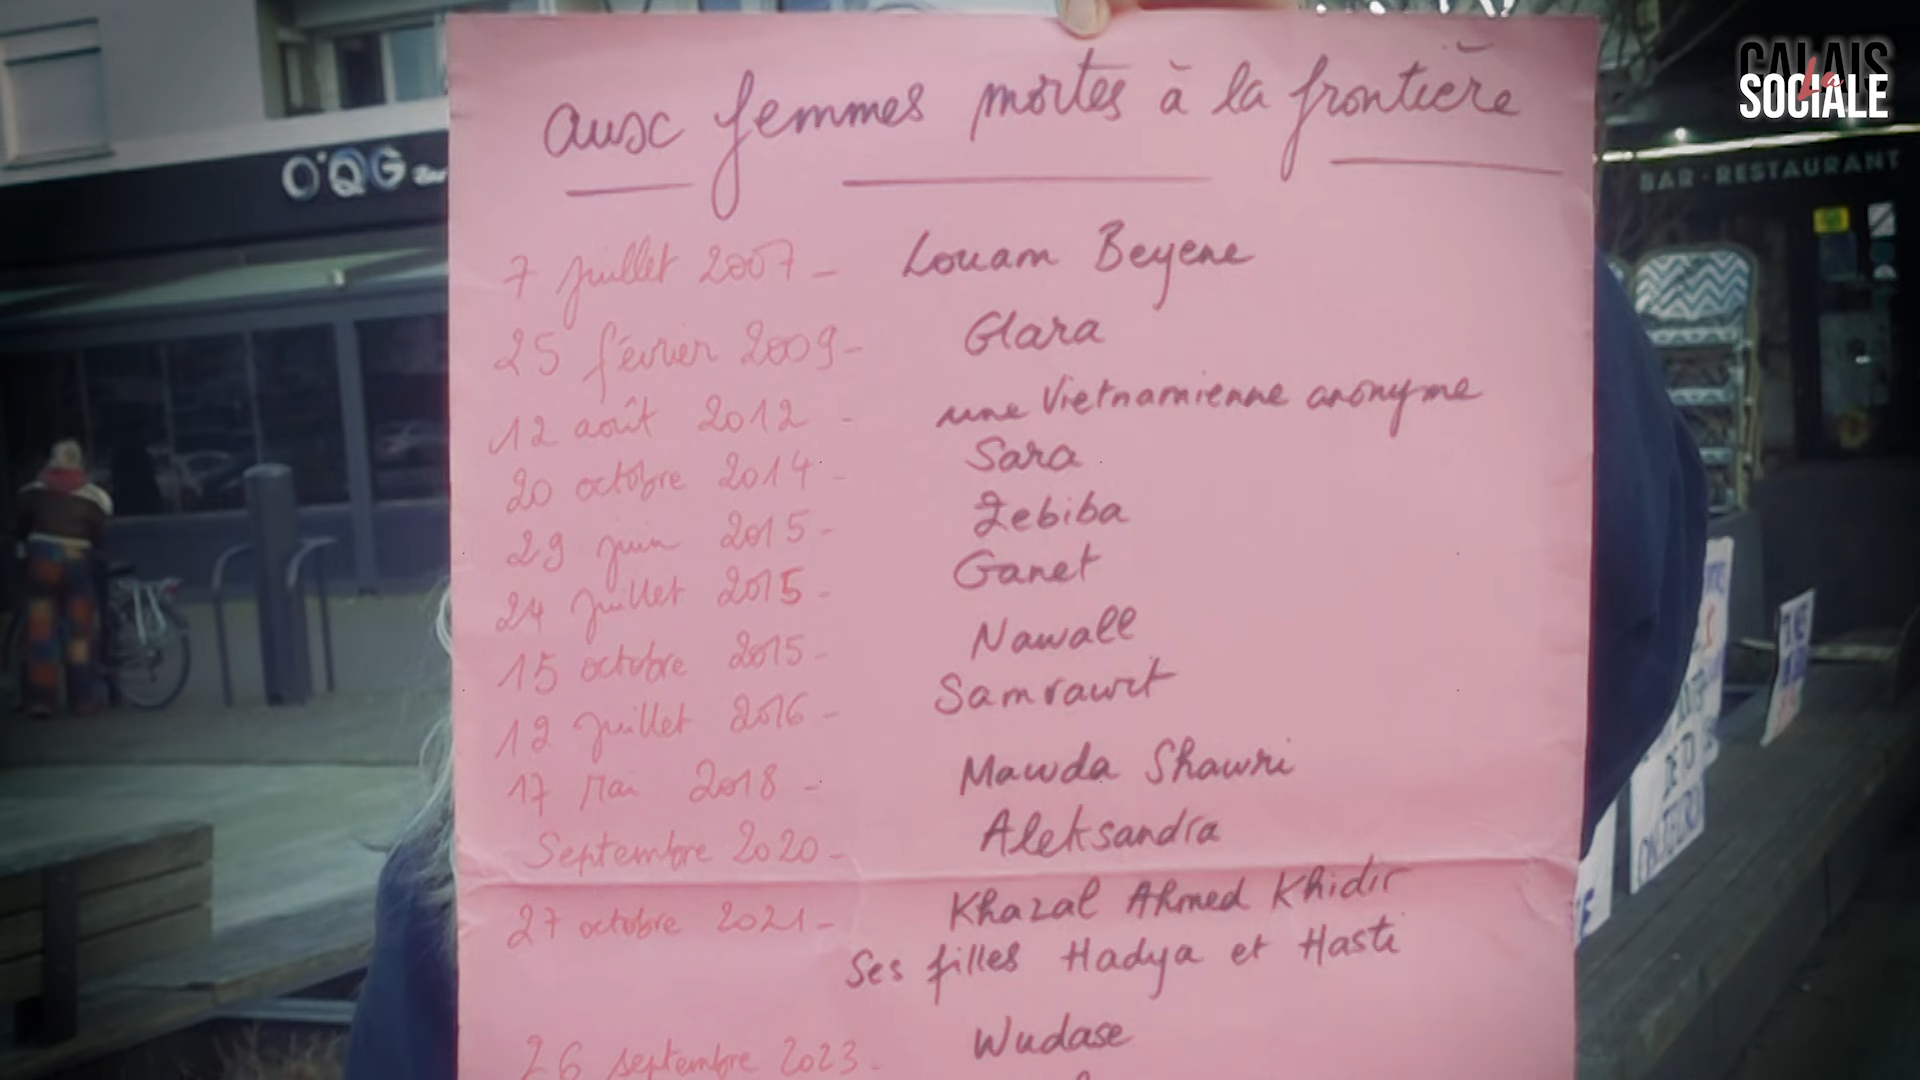 CALAIS
La
SOCIALE
aux femmes mortes à la frontière
O'QG
BAR - RESTAURANT
7 juillet 2007 - Louam Beyene
25 février 2009 - Glara
12 août 2012 - une Vietnamienne anonyme
20 octobre 2014 - Sara
29 juin 2015 - Zebiba
24 juillet 2015 - Ganet
15 octobre 2015 - Nawall
12 juillet 2016 - Samrawit
17 Mai 2018 - Mawda Shawri
Septembre 2020 - Aleksandra
27 octobre 2021 - Khazal Ahmed Khidir
Ses filles Hadya et Hasti
26 septembre 2023 - Wudase